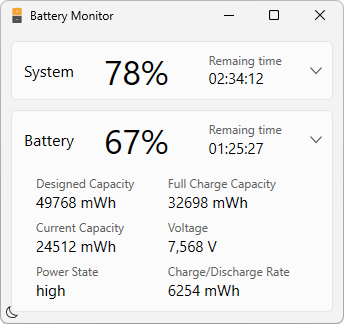 Battery Monitor
System 78% Remaing time
02:34:12
Battery 67% Remaing time
01:25:27
Designed Capacity Full Charge Capacity
49768 mWh 32698 mWh
Current Capacity Voltage
24512 mWh 7,568 V
Power State Charge/Discharge Rate
high 6254 mWh